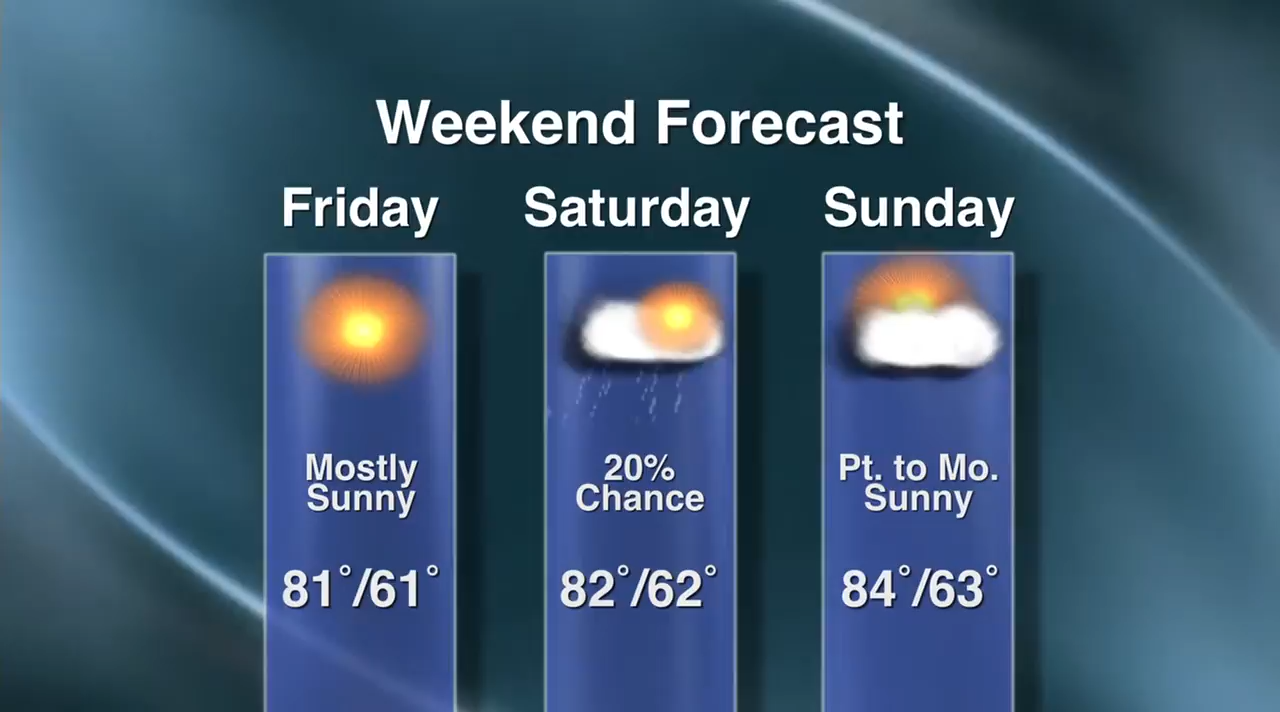 Weekend Forecast
Friday
Saturday
Sunday
Mostly
Sunny
20%
Chance
Pt. to Mo.
Sunny
81°/61°
82°/62°
84°/63°